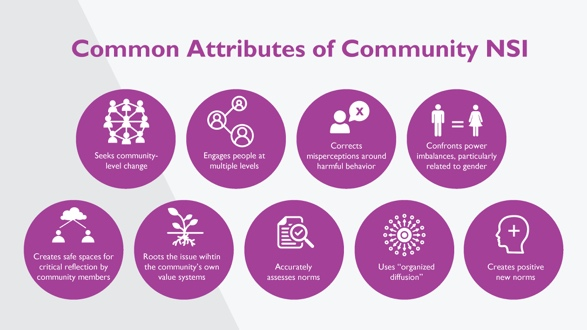 Common Attributes of Community NSI
Seeks community-
level change
Engages people at
multiple levels
X
Corrects
misperceptions around
harmful behavior
=
Confronts power
imbalances, particularly
related to gender
Creates safe spaces for
critical reflection by
community members
Roots the issue wihtin
the community's own
value systems
Accurately
assesses norms
Uses "organized
diffusion"
+
Creates positive
new norms